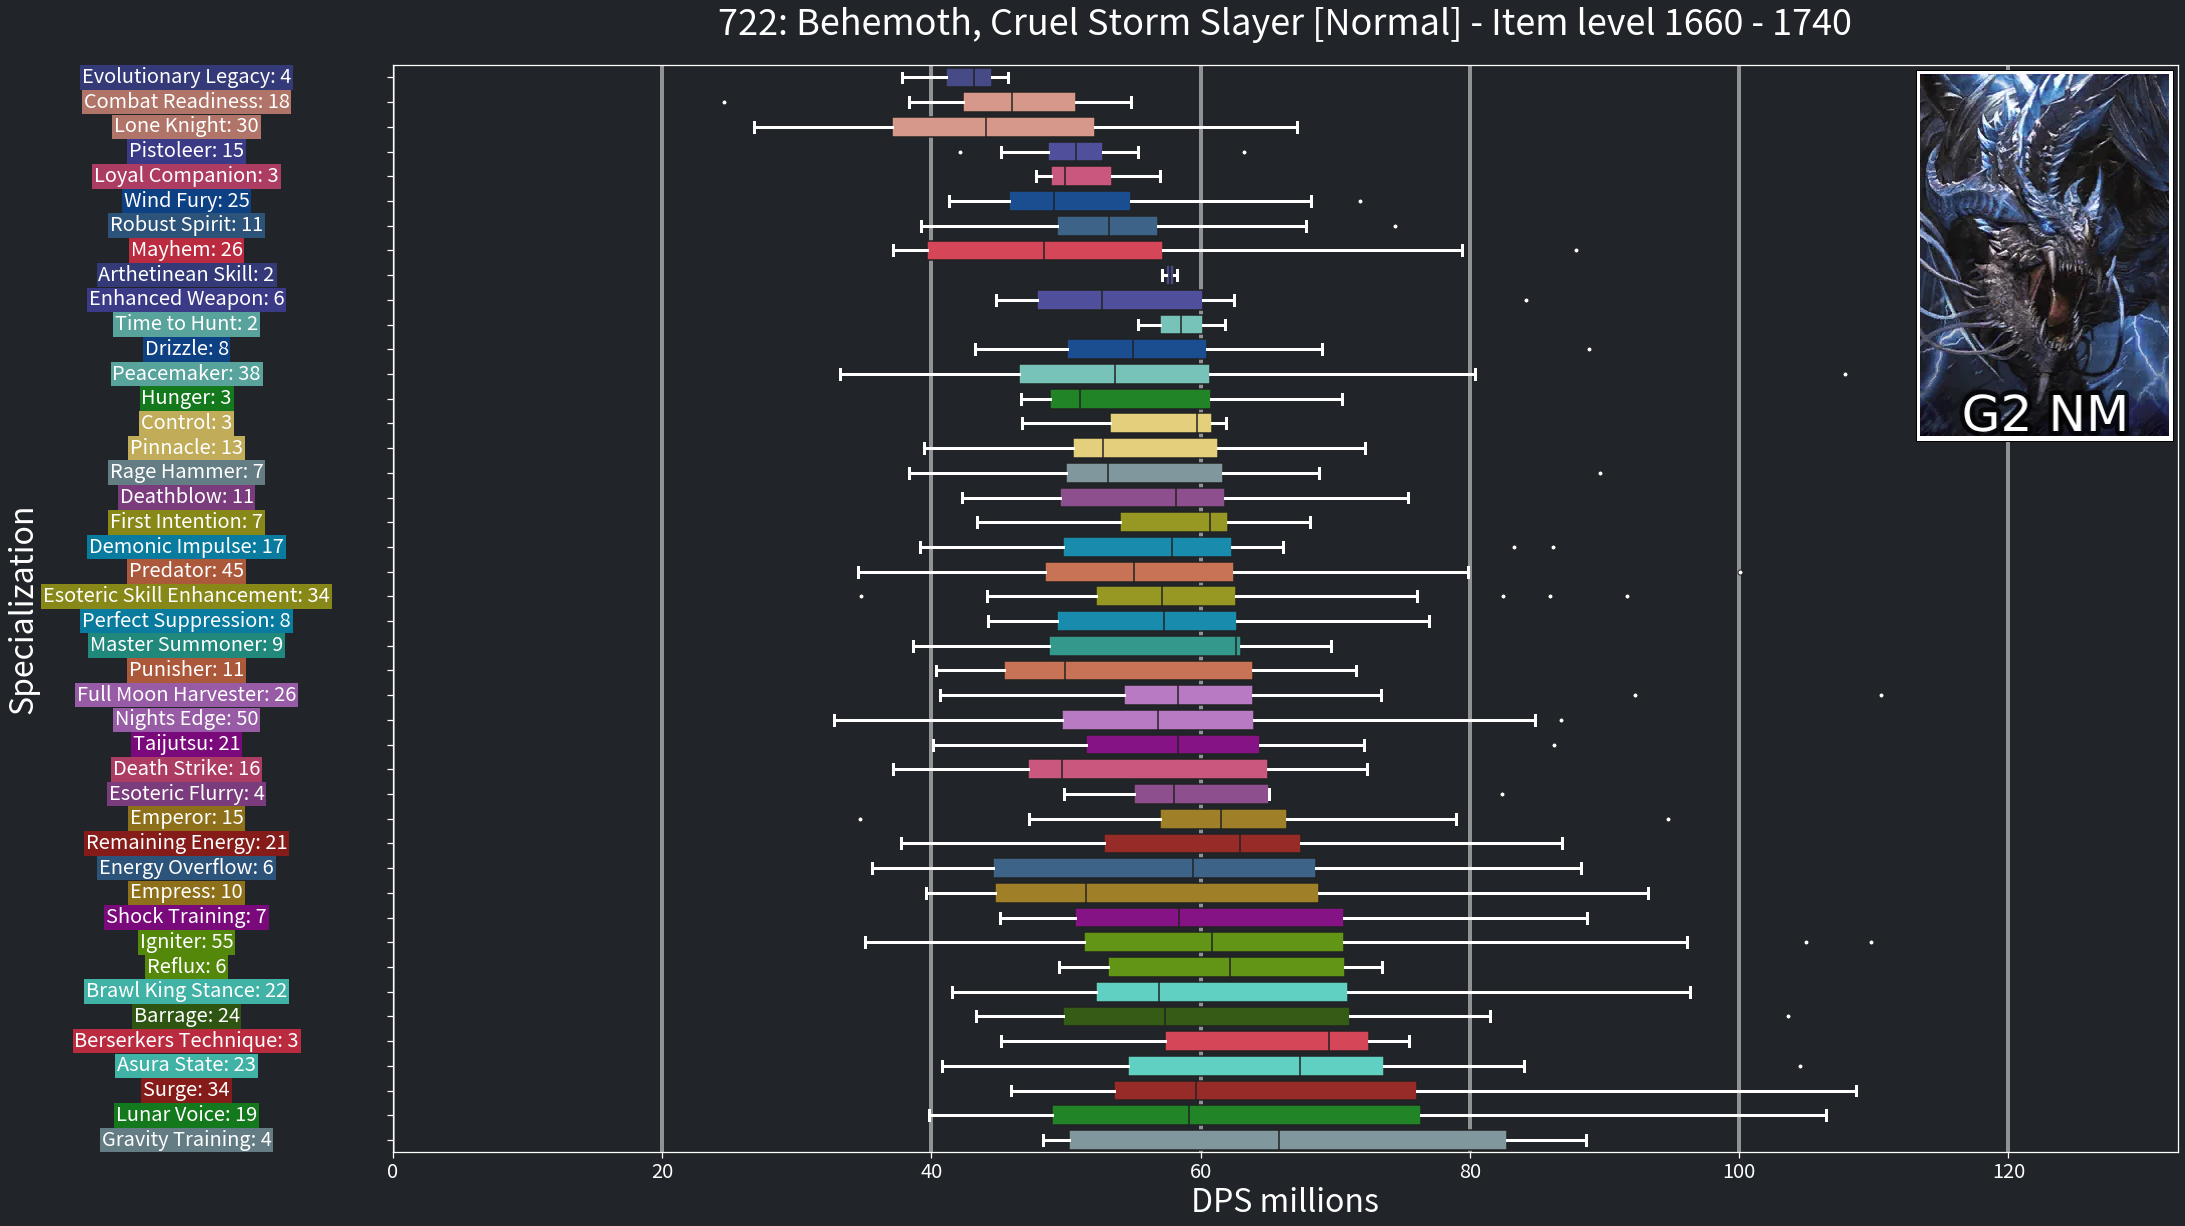 722: Behemoth, Cruel Storm Slayer [Normal] - Item level 1660 - 1740
Specialization
Evolutionary Legacy: 4
Combat Readiness: 18
Lone Knight: 30
Pistoleer: 15
Loyal Companion: 3
Wind Fury: 25
Robust Spirit: 11
Mayhem: 26
Arthetinean Skill: 2
Enhanced Weapon: 6
Time to Hunt: 2
Drizzle: 8
Peacemaker: 38
Hunger: 3
Control: 3
Pinnacle: 13
Rage Hammer: 7
Deathblow: 11
First Intention: 7
Demonic Impulse: 17
Predator: 45
Esoteric Skill Enhancement: 34
Perfect Suppression: 8
Master Summoner: 9
Punisher: 11
Full Moon Harvester: 26
Nights Edge: 50
Taijutsu: 21
Death Strike: 16
Esoteric Flurry: 4
Emperor: 15
Remaining Energy: 21
Energy Overflow: 6
Empress: 10
Shock Training: 7
Igniter: 55
Reflux: 6
Brawl King Stance: 22
Barrage: 24
Berserkers Technique: 3
Asura State: 23
Surge: 34
Lunar Voice: 19
Gravity Training: 4
G2 NM
0 20 40 60 80 100 120
DPS millions